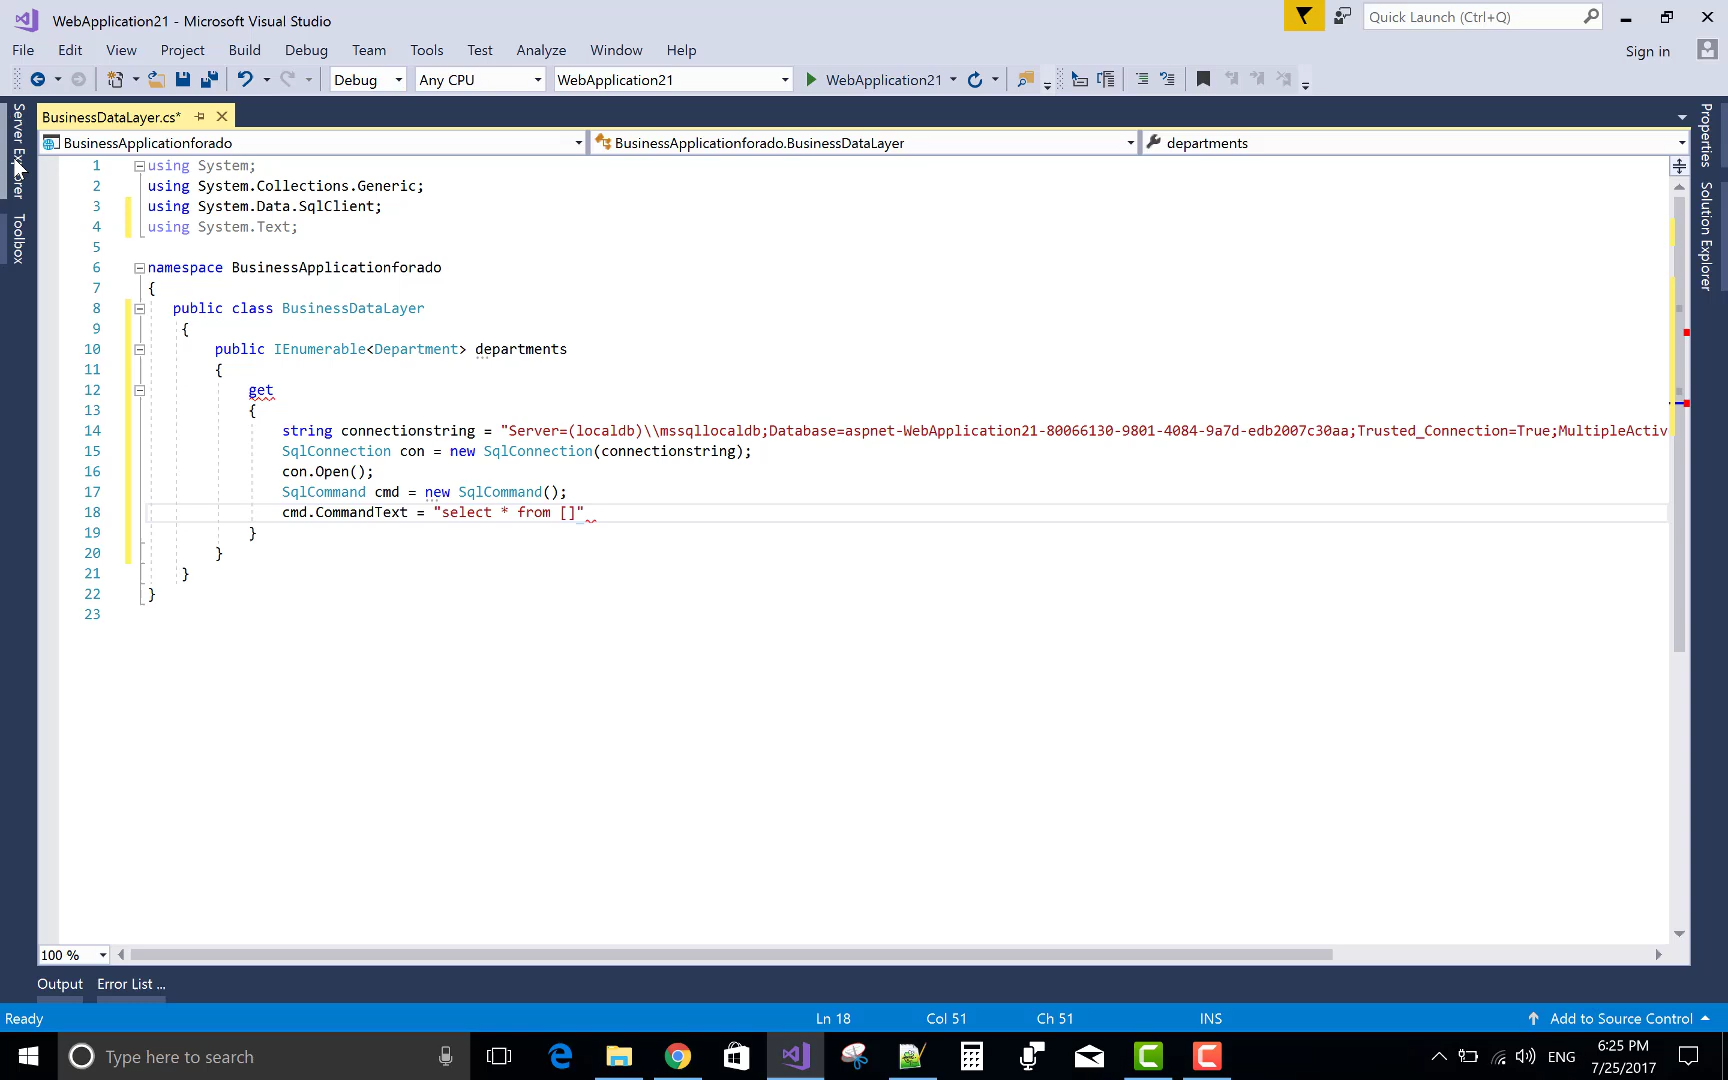 WebApplication21 - Microsoft Visual Studio
Quick Launch (Ctrl+Q)
File Edit View Project Build Debug Team Tools Test Analyze Window Help
Sign in
Debug Any CPU WebApplication21 WebApplication21
Server Explorer
Toolbox
BusinessDataLayer.cs*
BusinessApplicationforado BusinessApplicationforado.BusinessDataLayer departments
Properties
Solution Explorer
1 using System;
2 using System.Collections.Generic;
3 using System.Data.SqlClient;
4 using System.Text;
5
6 namespace BusinessApplicationforado
7 {
8 public class BusinessDataLayer
9 {
10 public IEnumerable<Department> departments
11 {
12 get
13 {
14 string connectionstring = "Server=(localdb)\\mssqllocaldb;Database=aspnet-WebApplication21-80066130-9801-4084-9a7d-edb2007c30aa;Trusted_Connection=True;MultipleActiv
15 SqlConnection con = new SqlConnection(connectionstring);
16 con.Open();
17 SqlCommand cmd = new SqlCommand();
18 cmd.CommandText = "select * from []"
19 }
20 }
21 }
22 }
23
100 %
Output Error List ...
Ready Ln 18 Col 51 Ch 51 INS Add to Source Control
Type here to search
ENG
6:25 PM
7/25/2017